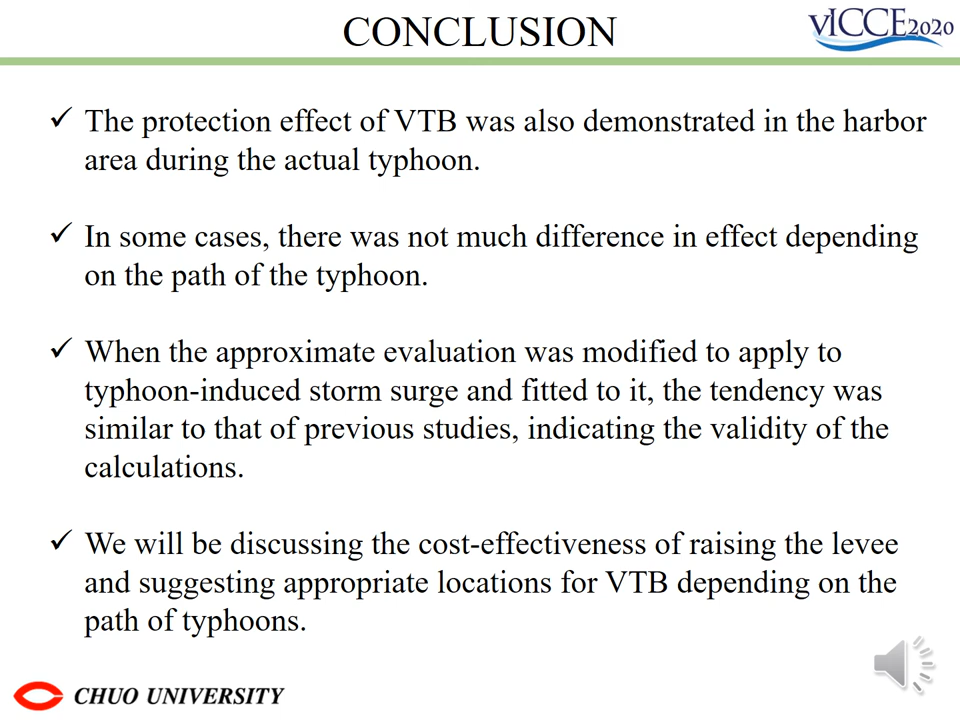 CONCLUSION
vICCE2020
✓ The protection effect of VTB was also demonstrated in the harbor
area during the actual typhoon.
✓ In some cases, there was not much difference in effect depending
on the path of the typhoon.
✓ When the approximate evaluation was modified to apply to
typhoon-induced storm surge and fitted to it, the tendency was
similar to that of previous studies, indicating the validity of the
calculations.
✓ We will be discussing the cost-effectiveness of raising the levee
and suggesting appropriate locations for VTB depending on the
path of typhoons.
CHUO UNIVERSITY